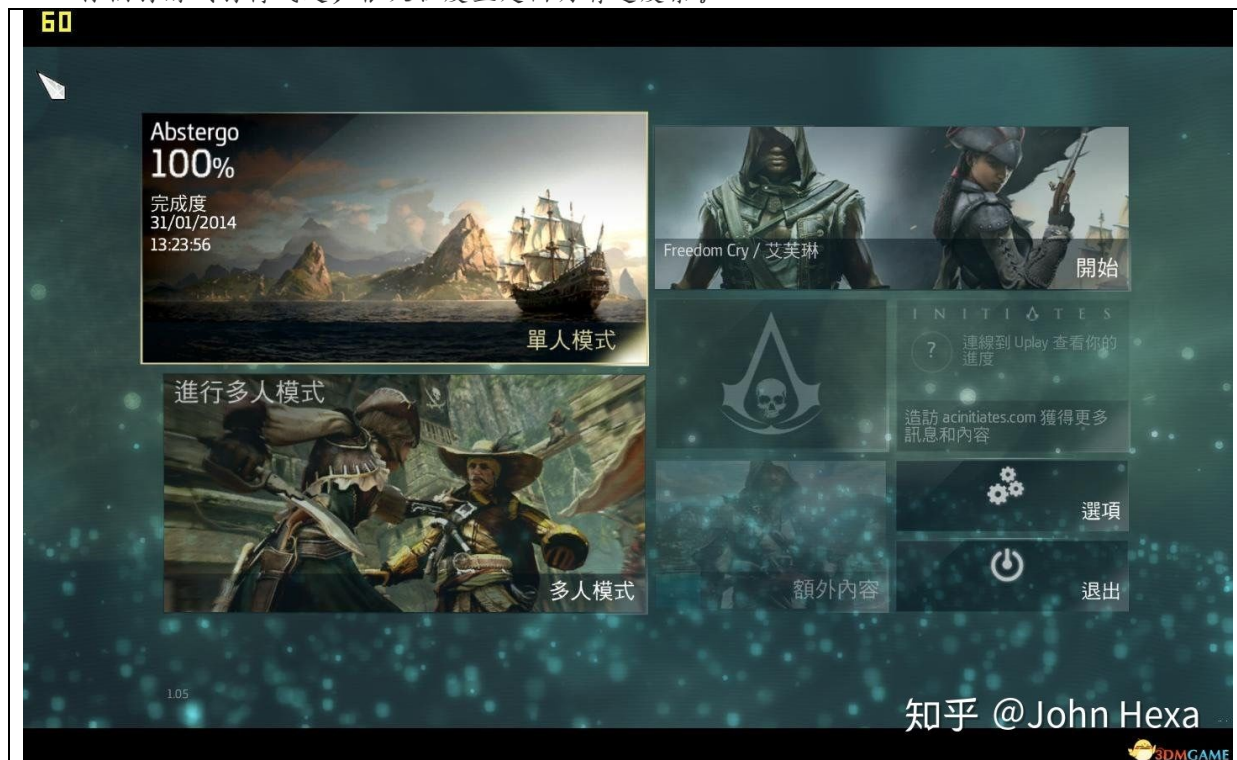 60
Abstergo
100%
完成度
31/01/2014
13:23:56
單人模式
Freedom Cry / 艾芙琳
開始
進行多人模式
多人模式
INITIATES
?
連線到 Uplay 查看你的
進度
造訪 acinitiates.com 獲得更多
訊息和內容
選項
額外內容
退出
1.05
知乎 @John Hexa
3DMGAME